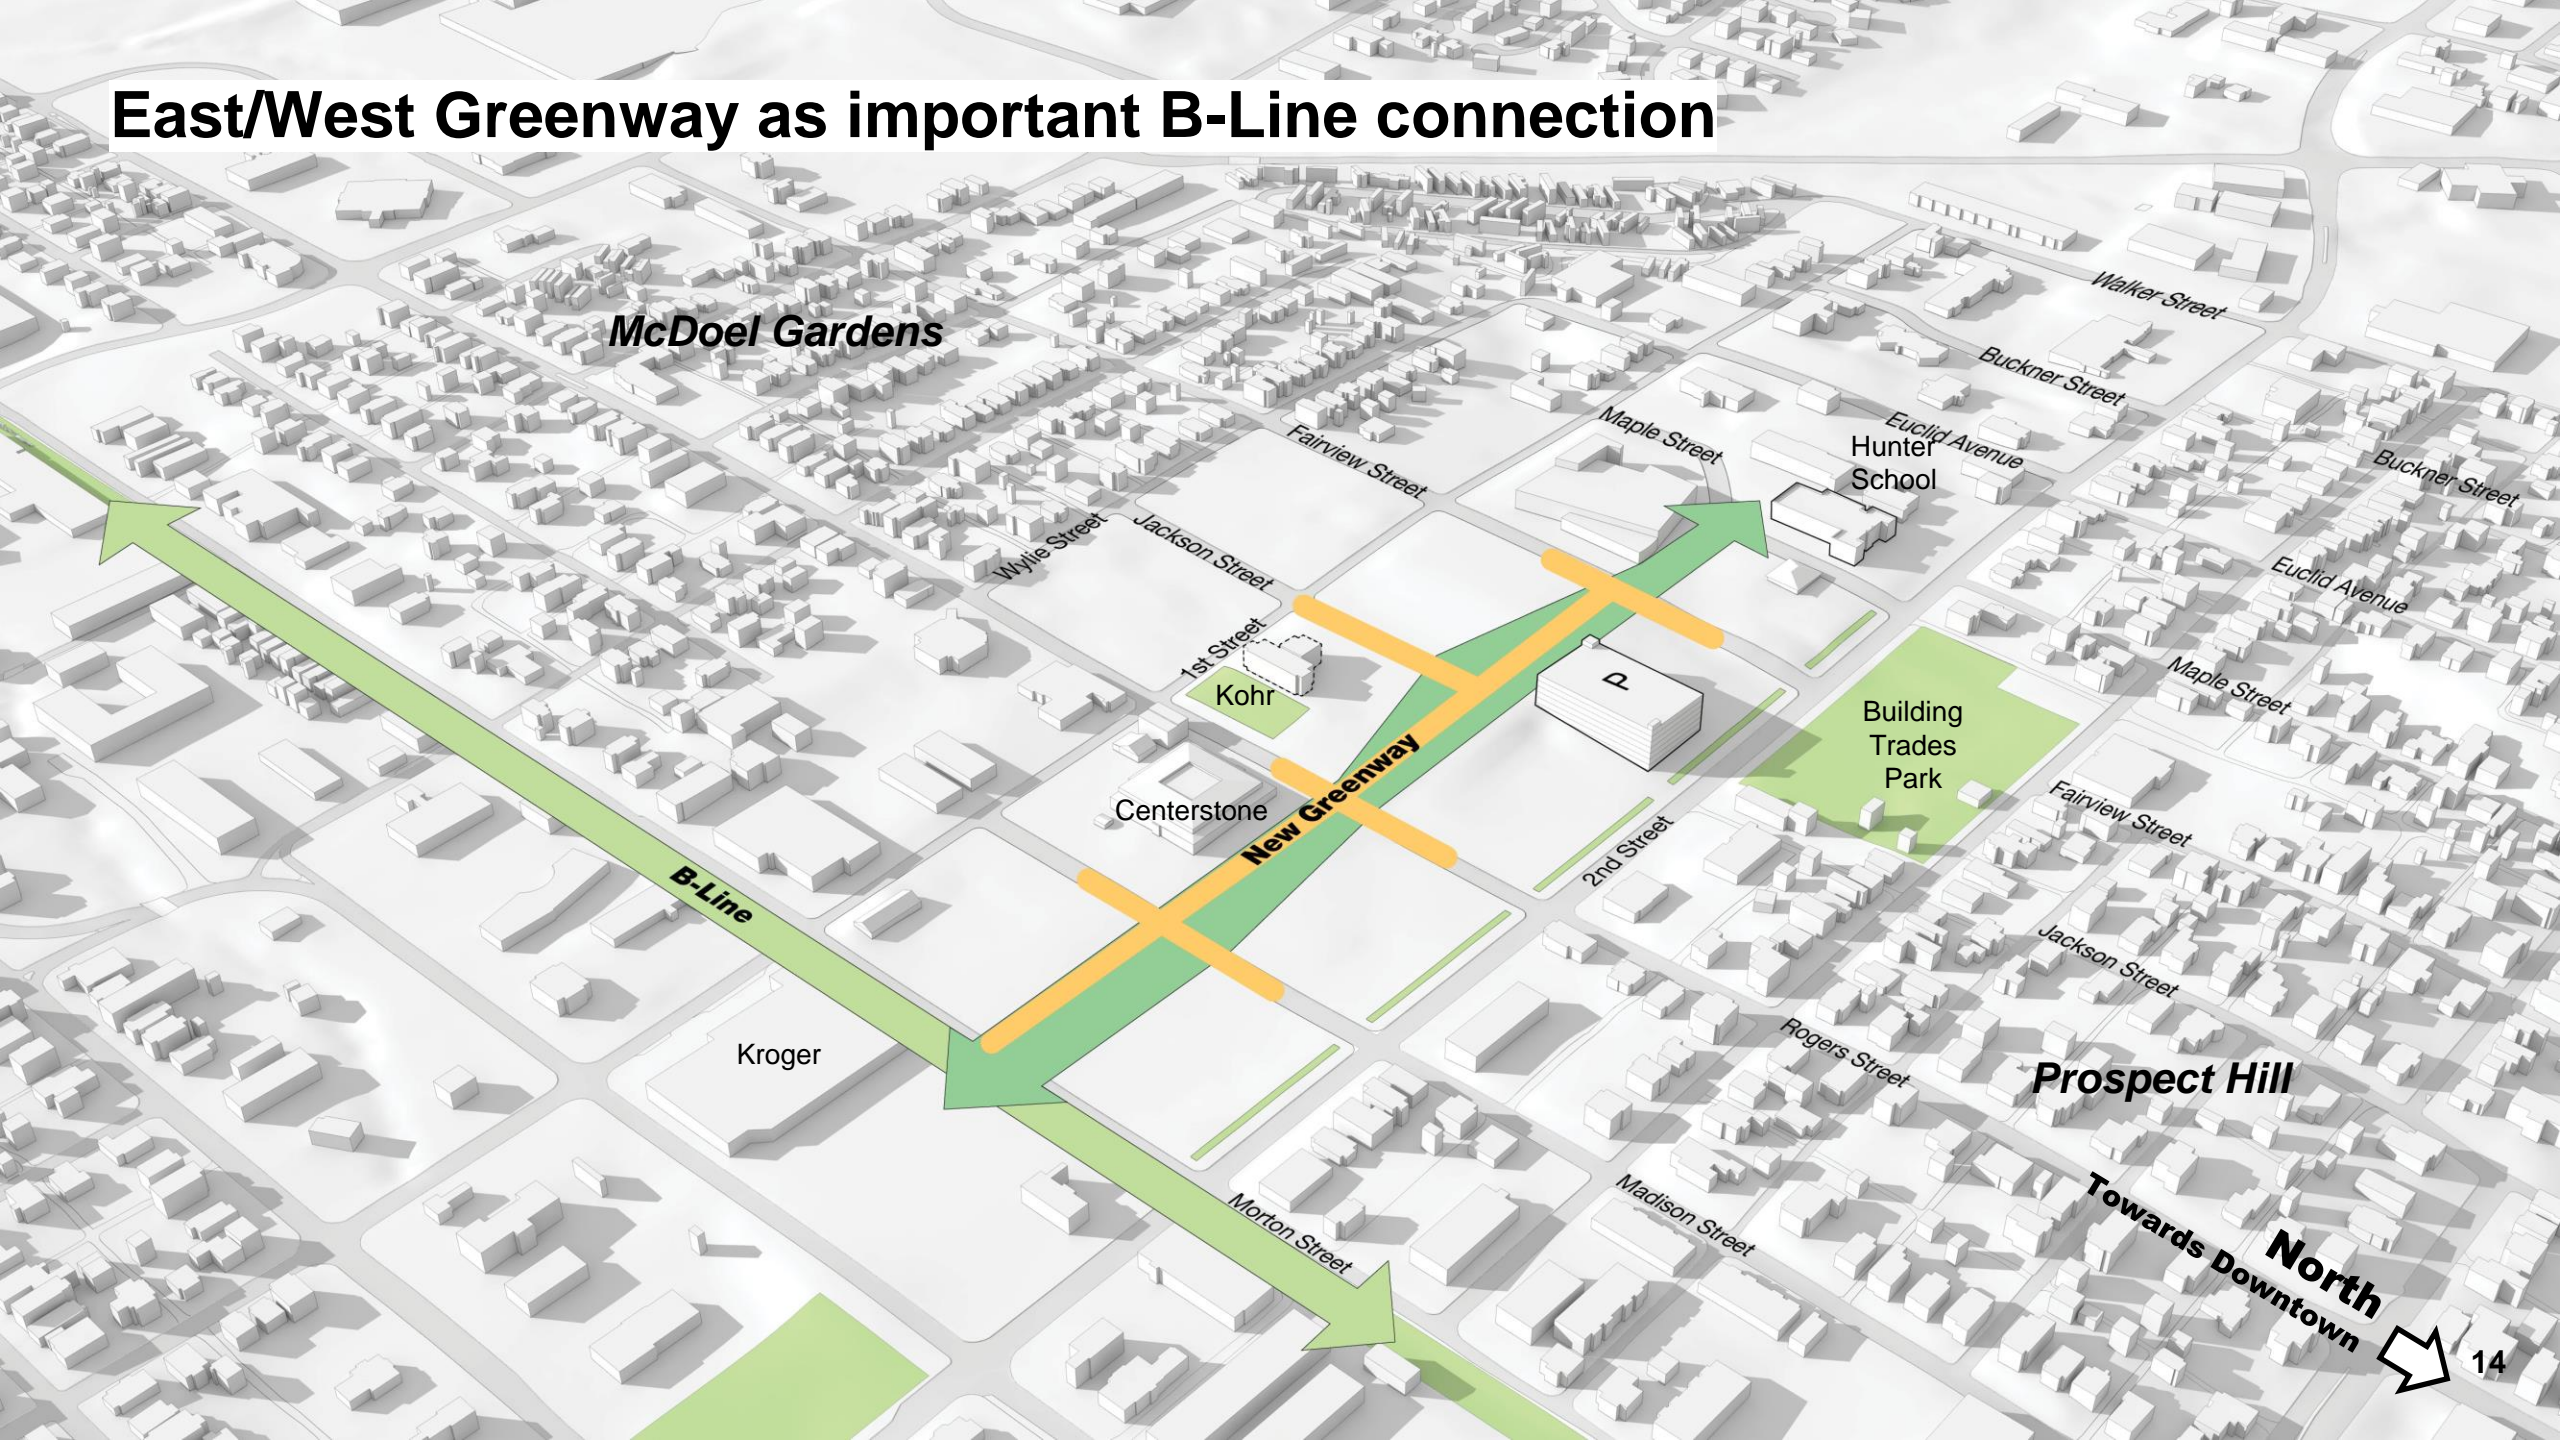 East/West Greenway as important B-Line connection
McDoel Gardens
Walker Street
Buckner Street
Euclid Avenue
Maple Street
Fairview Street
Hunter
School
Buckner Street
Jackson Street
Wylie Street
Euclid Avenue
1st Street
Kohr
P
Maple Street
Building
Trades
Park
Centerstone
New Greenway
Fairview Street
2nd Street
B-Line
Jackson Street
Kroger
Rogers Street
Prospect Hill
Morton Street
Madison Street
North
Towards Downtown
14